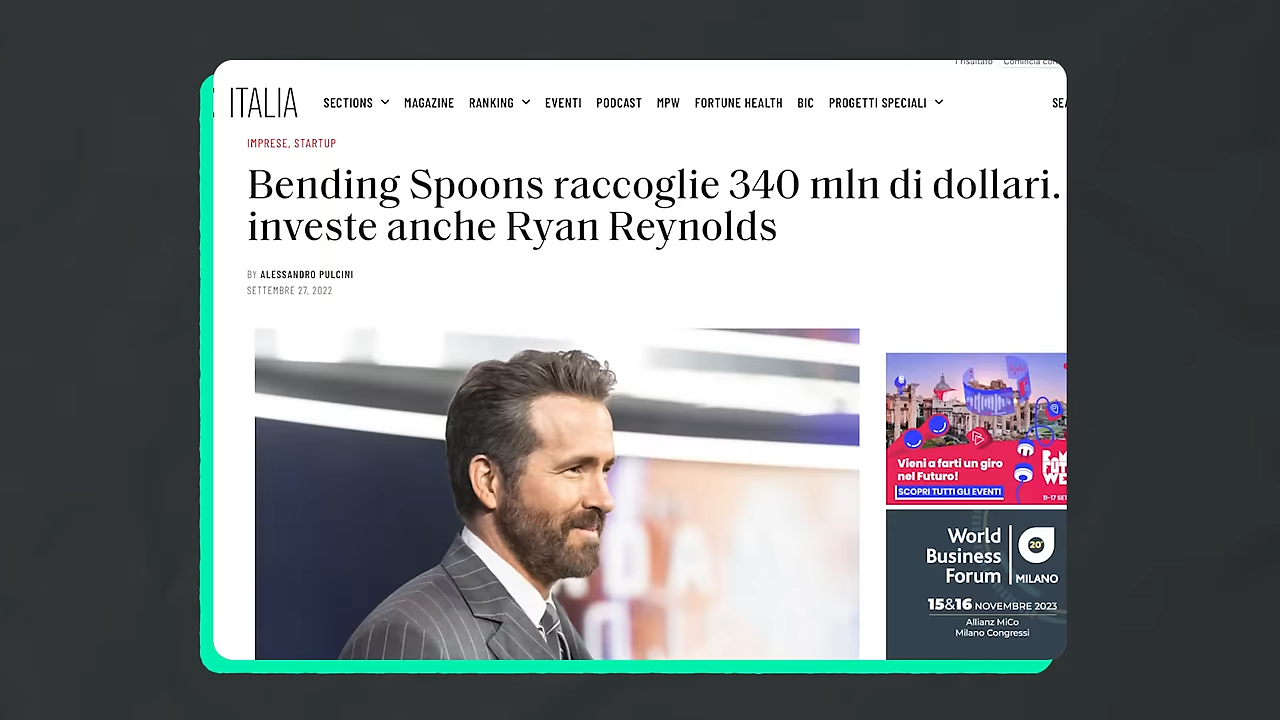 ITALIA
SECTIONS MAGAZINE RANKING EVENTI PODCAST MPW FORTUNE HEALTH BIC PROGETTI SPECIALI
IMPRESE, STARTUP
Bending Spoons raccoglie 340 mln di dollari.
investe anche Ryan Reynolds
BY ALESSANDRO PULCINI
SETTEMBRE 27, 2022
Vieni a farti un giro
nel Futuro!
SCOPRI TUTTI GLI EVENTI
World
Business
Forum
20
MILANO
15&16 NOVEMBRE 2023
Allianz MiCo
Milano Congressi